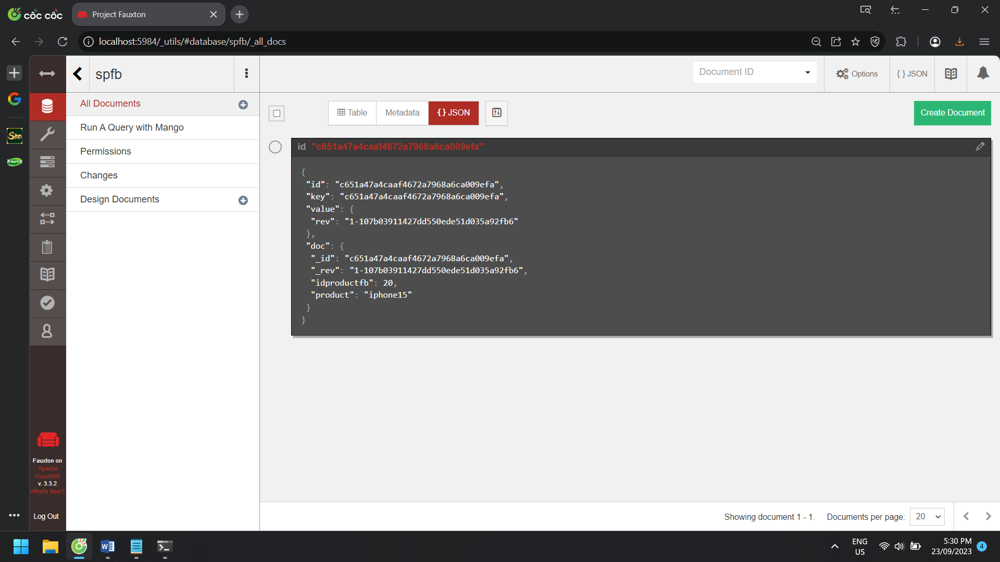 cốc cốc
Project Fauxton
localhost:5984/_utils/#database/spfb/_all_docs
spfb
Document ID
Options
{ } JSON
All Documents
Run A Query with Mango
Permissions
Changes
Design Documents
Table
Metadata
{} JSON
Create Document
id "c651a47a4caaf4672a7968a6ca009efa"
{
"id": "c651a47a4caaf4672a7968a6ca009efa",
"key": "c651a47a4caaf4672a7968a6ca009efa",
"value": {
"rev": "1-107b03911427dd550ede51d035a92fb6"
},
"doc": {
"_id": "c651a47a4caaf4672a7968a6ca009efa",
"_rev": "1-107b03911427dd550ede51d035a92fb6",
"idproductfb": 20,
"product": "iphone15"
}
}
Fauxton on
Apache
CouchDB
v. 3.3.2
What's New?
Log Out
Showing document 1 - 1.
Documents per page:
20
W
ENG
US
5:30 PM
23/09/2023
4